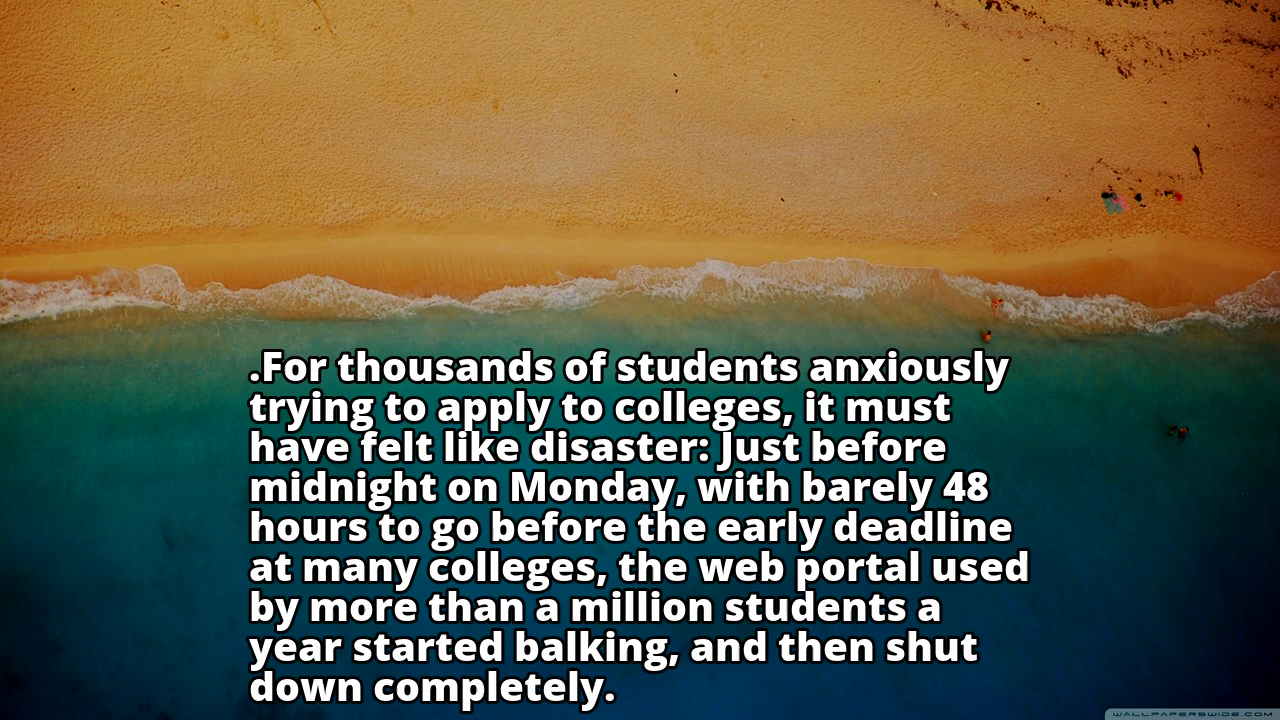 .For thousands of students anxiously
trying to apply to colleges, it must
have felt like disaster: Just before
midnight on Monday, with barely 48
hours to go before the early deadline
at many colleges, the web portal used
by more than a million students a
year started balking, and then shut
down completely.
WALLPAPERSWIDE.COM